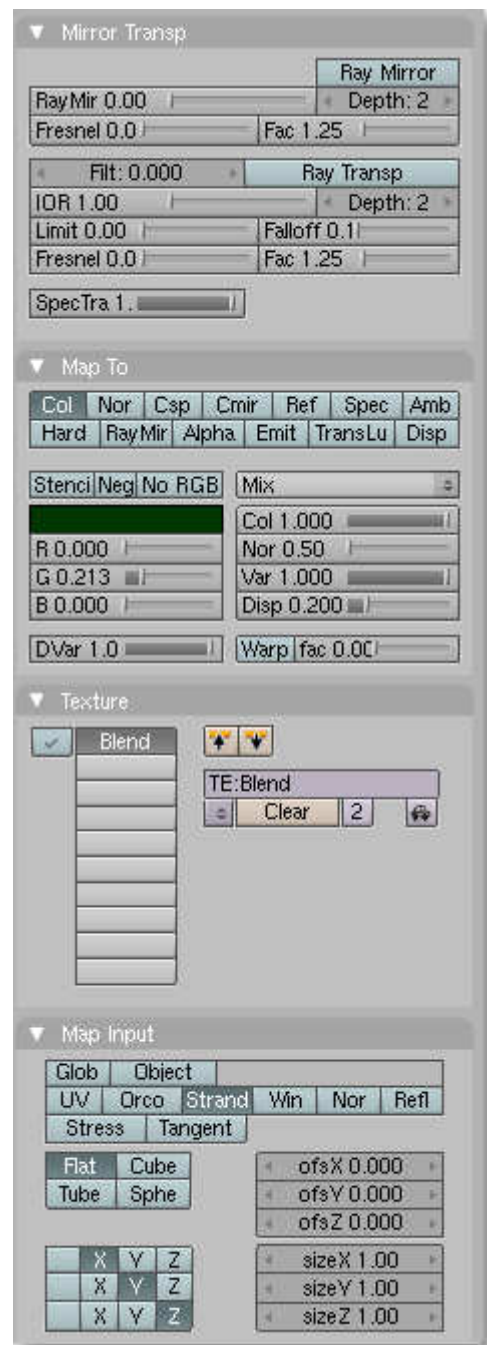 Mirror Transp
Ray Mirror
RayMir 0.00 Depth: 2
Fresnel 0.0 Fac 1.25
Filt: 0.000 Ray Transp
IOR 1.00 Depth: 2
Limit 0.00 Falloff 0.1
Fresnel 0.0 Fac 1.25
SpecTra 1.
Map To
Col Nor Csp Cmir Ref Spec Amb
Hard RayMir Alpha Emit TransLu Disp
Stenci Neg No RGB Mix
Col 1.000
R 0.000 Nor 0.50
G 0.213 Var 1.000
B 0.000 Disp 0.200
DVar 1.0 Warp fac 0.00
Texture
Blend
TE:Blend
Clear 2
Map Input
Glob Object
UV Orco Strand Win Nor Refl
Stress Tangent
Flat Cube ofsX 0.000
Tube Sphe ofsY 0.000
ofsZ 0.000
X Y Z sizeX 1.00
X Y Z sizeY 1.00
X Y Z sizeZ 1.00